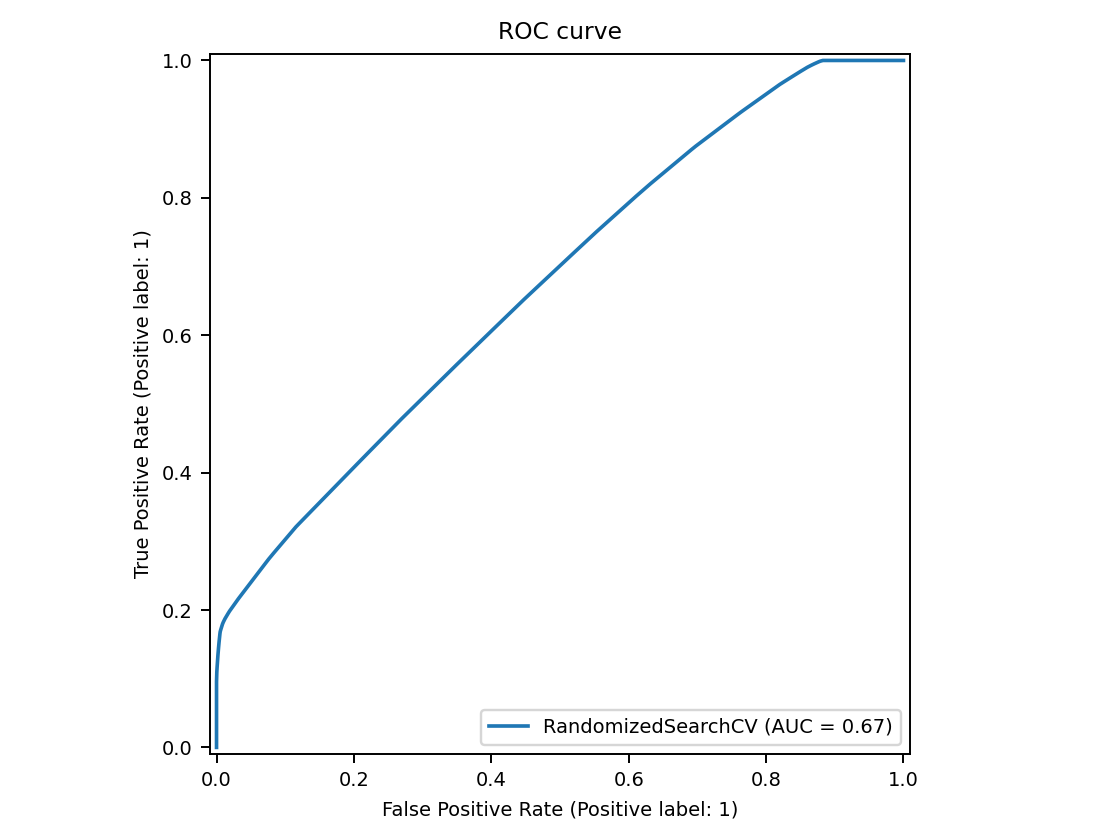 ROC curve
True Positive Rate (Positive label: 1)
1.0
0.8
0.6
0.4
0.2
0.0
RandomizedSearchCV (AUC = 0.67)
0.0 0.2 0.4 0.6 0.8 1.0
False Positive Rate (Positive label: 1)